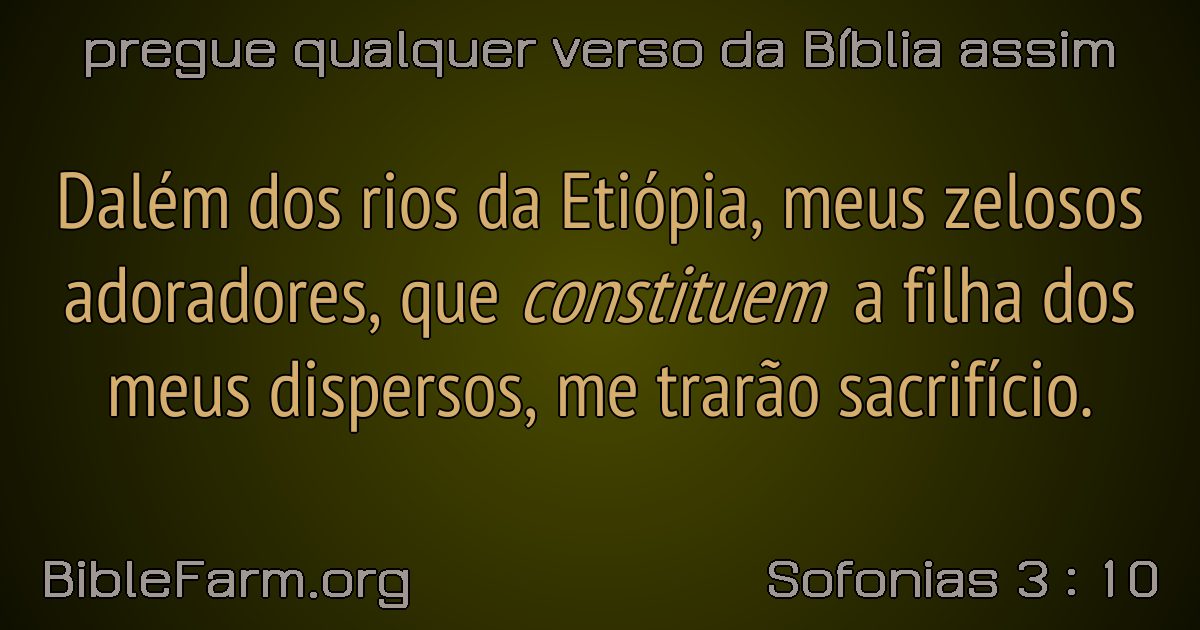 pregue qualquer verso da Bíblia assim
Dalém dos rios da Etiópia, meus zelosos
adoradores, que constituem a filha dos
meus dispersos, me trarão sacrifício.
BibleFarm.org
Sofonias 3 : 10